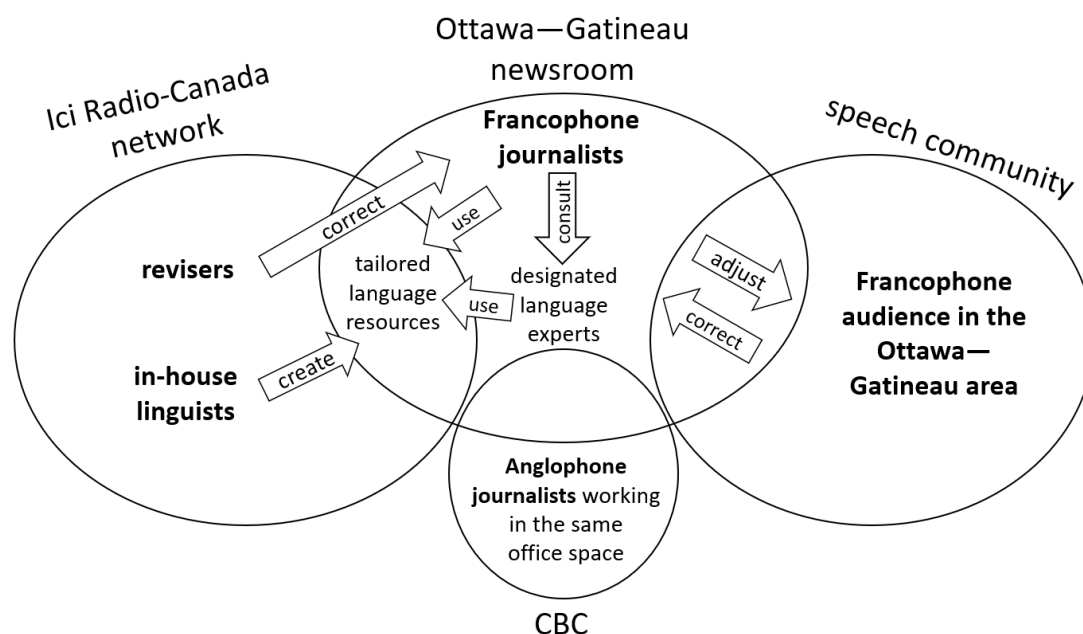 Ottawa—Gatineau
newsroom
Ici Radio-Canada
network
speech community
Francophone
journalists
correct
use
consult
revisers
tailored
language
resources
use
designated
language
experts
adjust
correct
Francophone
audience in the
Ottawa—
Gatineau area
in-house
linguists
create
Anglophone
journalists working
in the same
office space
CBC